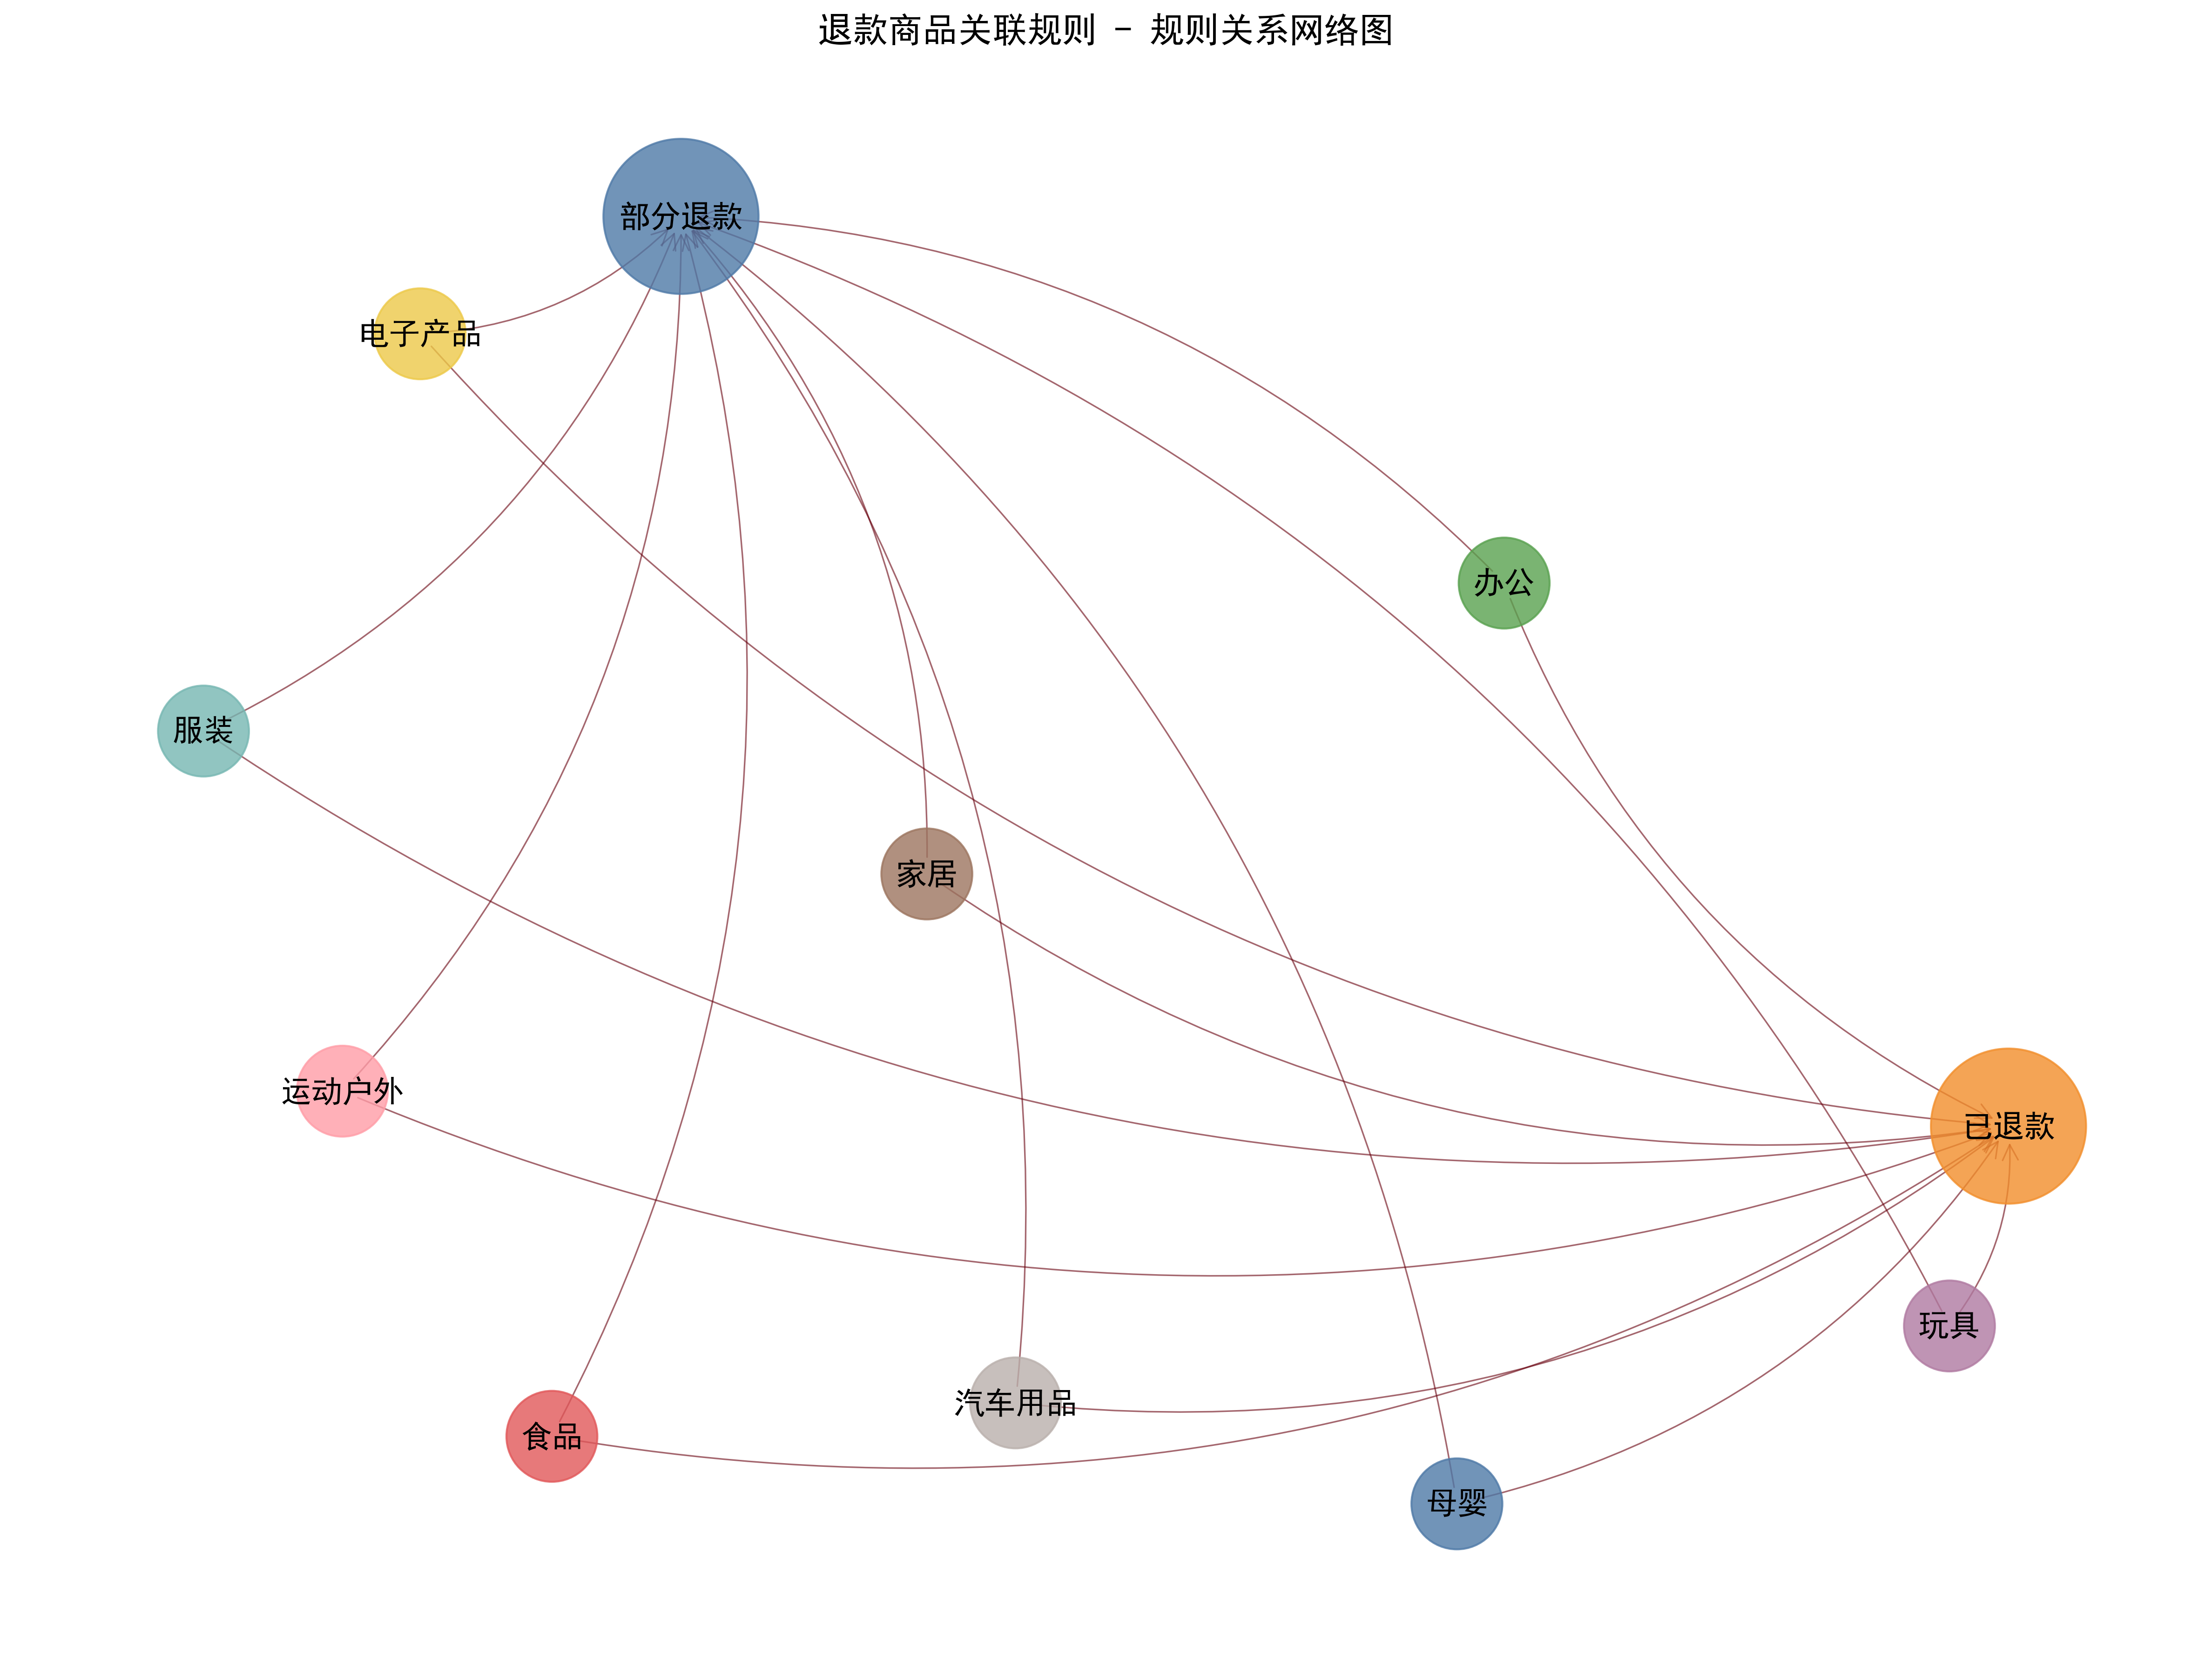 退款商品关联规则 - 规则关系网络图
部分退款
电子产品
办公
服装
家居
运动户外
已退款
玩具
汽车用品
食品
母婴